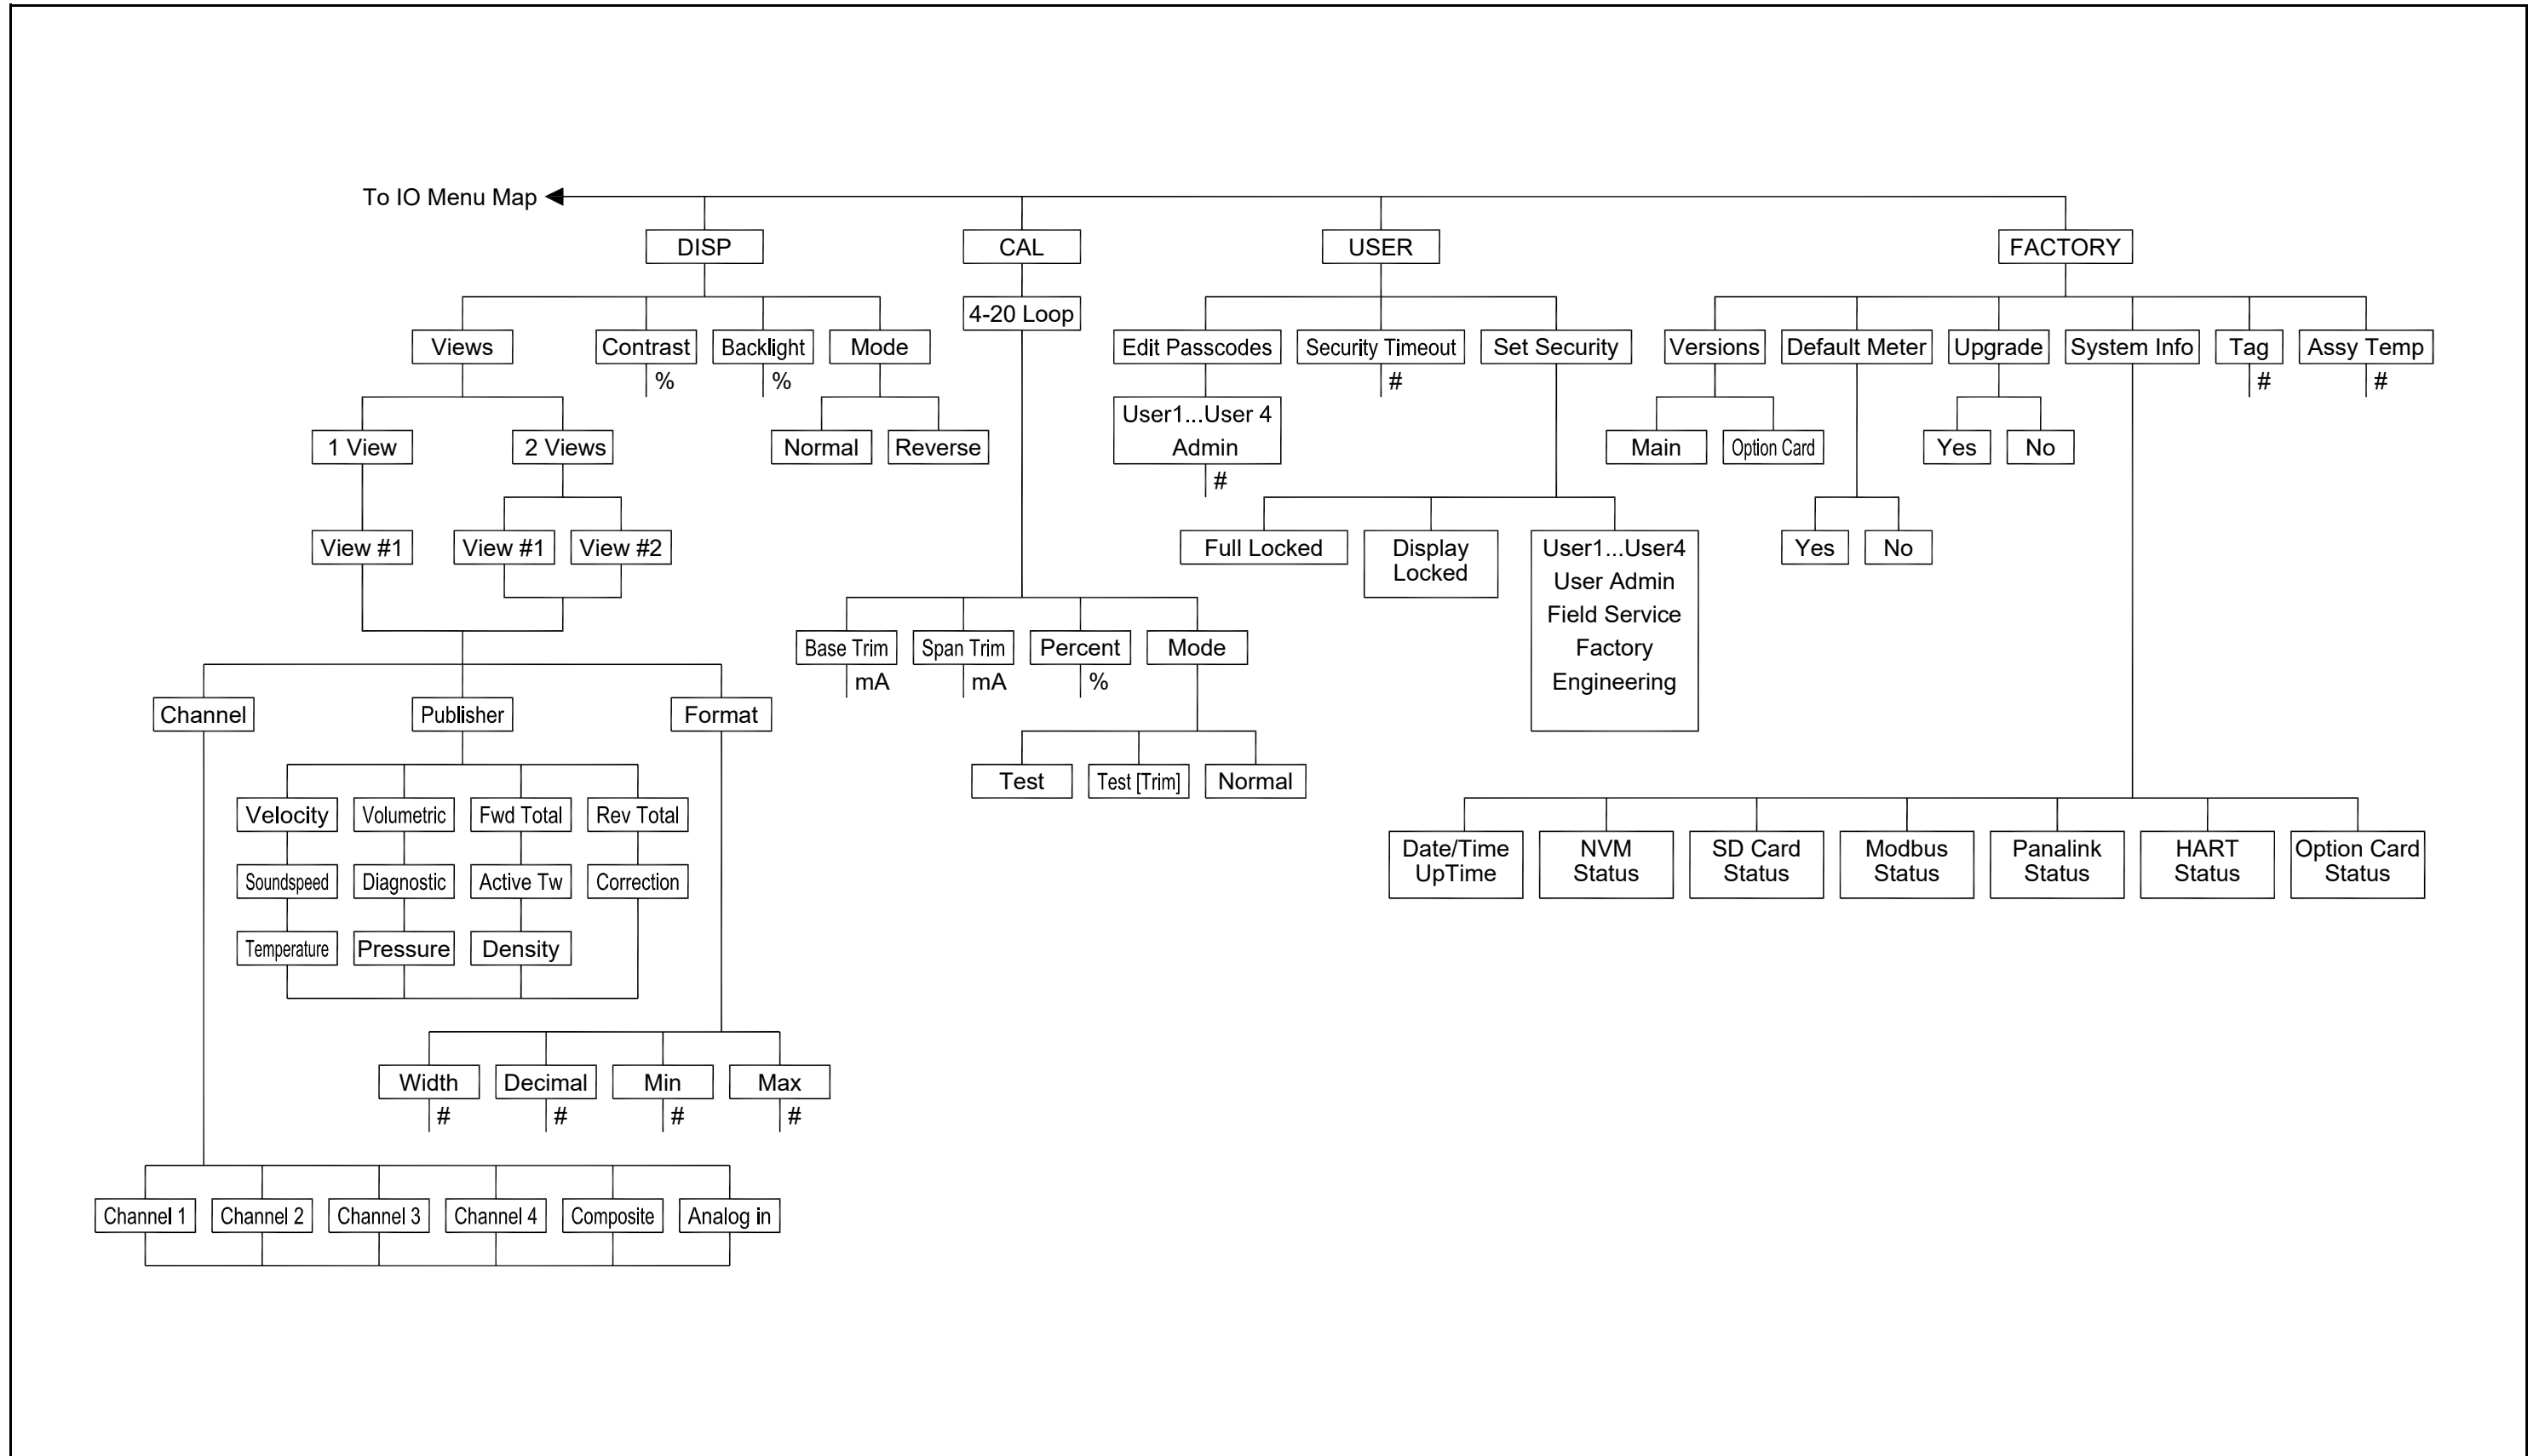 To IO Menu Map
DISP
CAL
USER
FACTORY
4-20 Loop
Views
Contrast
Backlight
Mode
Edit Passcodes
Security Timeout
Set Security
Versions
Default Meter
Upgrade
System Info
Tag
Assy Temp
%
%
#
#
#
1 View
2 Views
Normal
Reverse
User1...User 4
Admin
#
Main
Option Card
Yes
No
View #1
View #1
View #2
Full Locked
Display
Locked
User1...User4
User Admin
Field Service
Factory
Engineering
Yes
No
Base Trim
Span Trim
Percent
Mode
mA
mA
%
Channel
Publisher
Format
Test
Test [Trim]
Normal
Velocity
Volumetric
Fwd Total
Rev Total
Date/Time
UpTime
NVM
Status
SD Card
Status
Modbus
Status
Panalink
Status
HART
Status
Option Card
Status
Soundspeed
Diagnostic
Active Tw
Correction
Temperature
Pressure
Density
Width
Decimal
Min
Max
#
#
#
#
Channel 1
Channel 2
Channel 3
Channel 4
Composite
Analog in